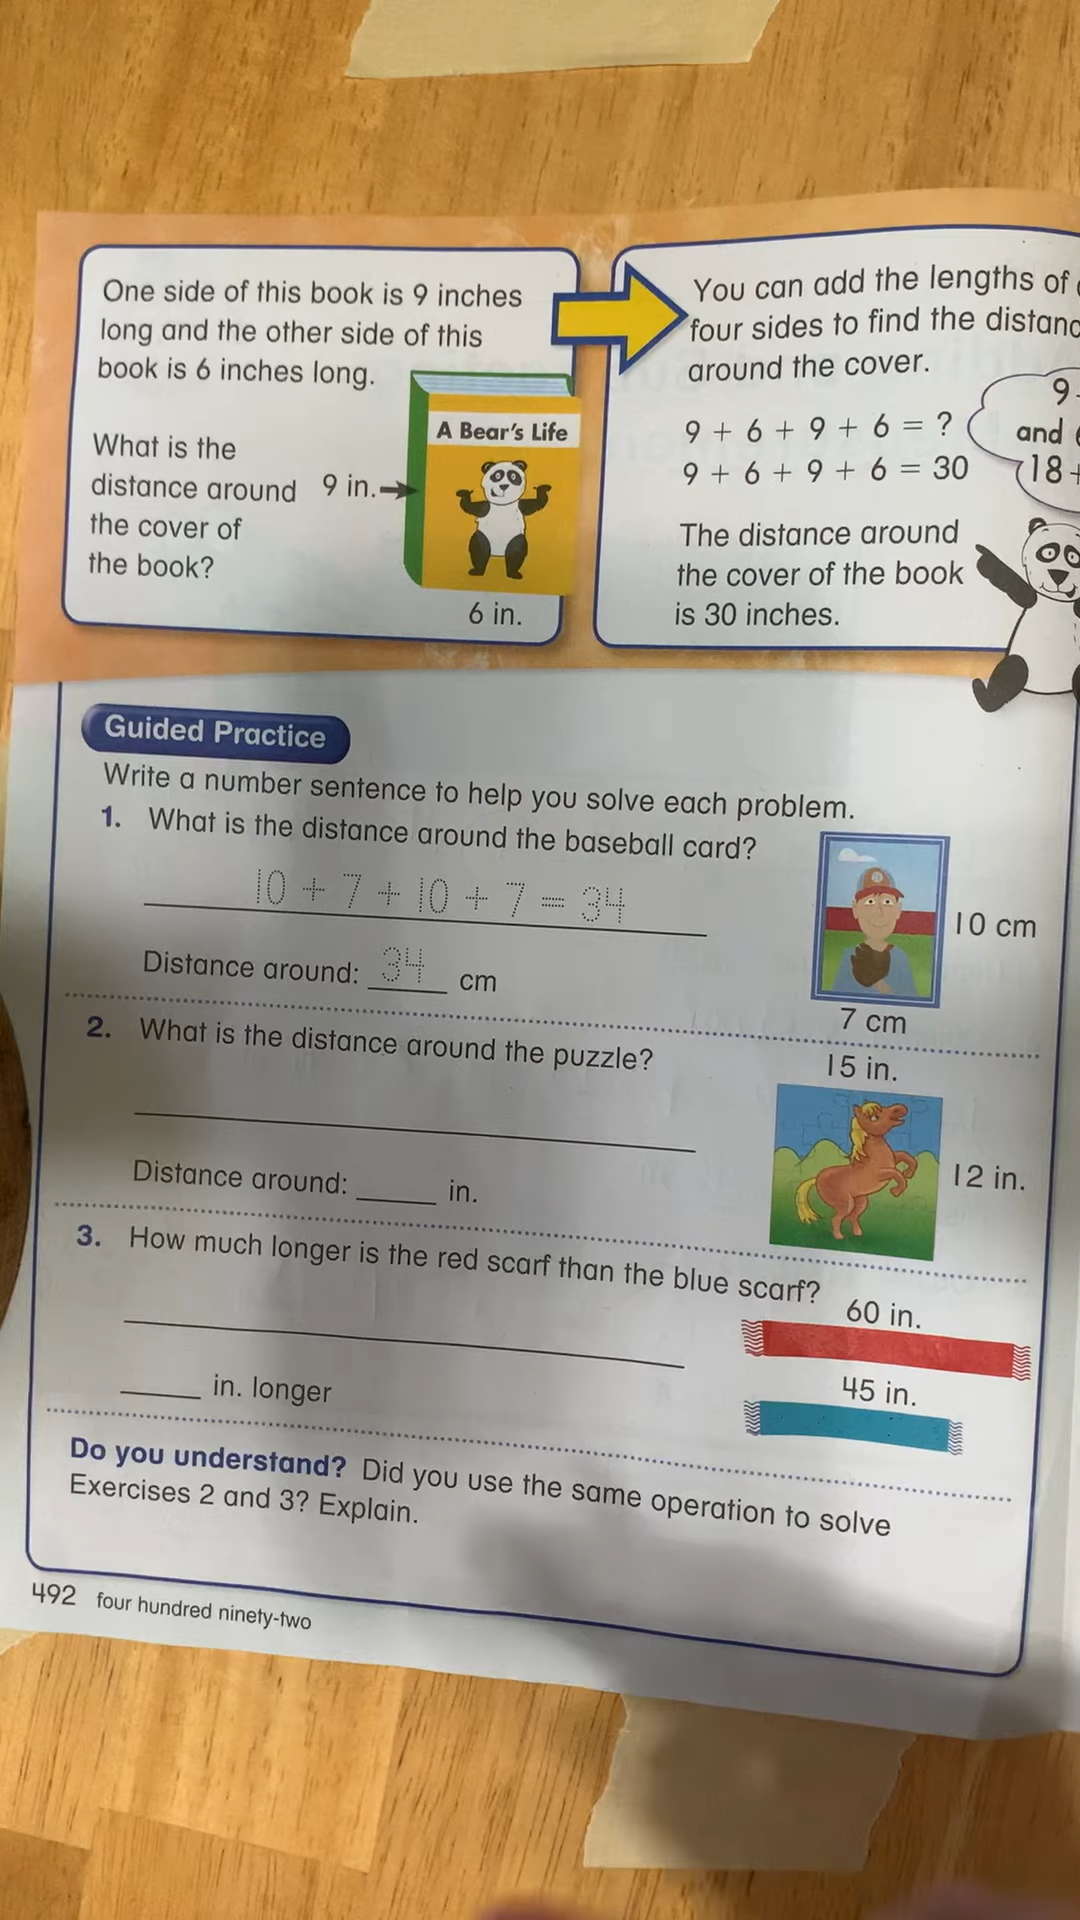 One side of this book is 9 inches
long and the other side of this
book is 6 inches long.
What is the
distance around
the cover of
the book?
9 in.
A Bear's Life
6 in.
You can add the lengths of
four sides to find the distanc
around the cover.
9 + 6 + 9 + 6 = ?
9 + 6 + 9 + 6 = 30
The distance around
the cover of the book
is 30 inches.
9
and
18 +
Guided Practice
Write a number sentence to help you solve each problem.
1. What is the distance around the baseball card?
10 + 7 + 10 + 7 = 34
Distance around: 34 cm
10 cm
7 cm
2. What is the distance around the puzzle?
Distance around: _____ in.
15 in.
12 in.
3. How much longer is the red scarf than the blue scarf?
_____ in. longer
60 in.
45 in.
Do you understand? Did you use the same operation to solve
Exercises 2 and 3? Explain.
492 four hundred ninety-two